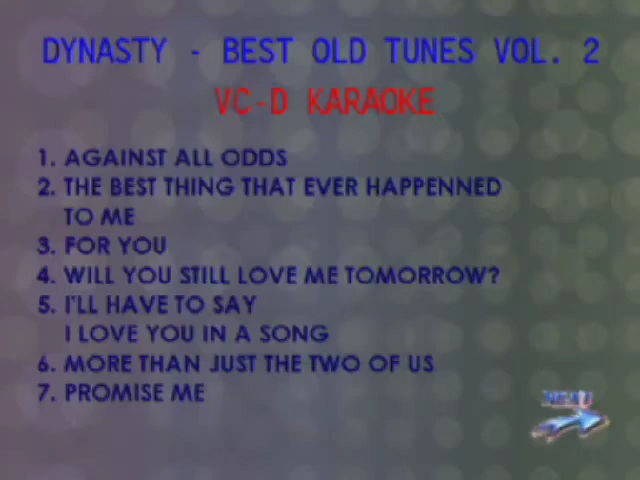 DYNASTY - BEST OLD TUNES VOL. 2
VC-D KARAOKE
1. AGAINST ALL ODDS
2. THE BEST THING THAT EVER HAPPENNED
TO ME
3. FOR YOU
4. WILL YOU STILL LOVE ME TOMORROW?
5. I'LL HAVE TO SAY
I LOVE YOU IN A SONG
6. MORE THAN JUST THE TWO OF US
7. PROMISE ME
NEXT